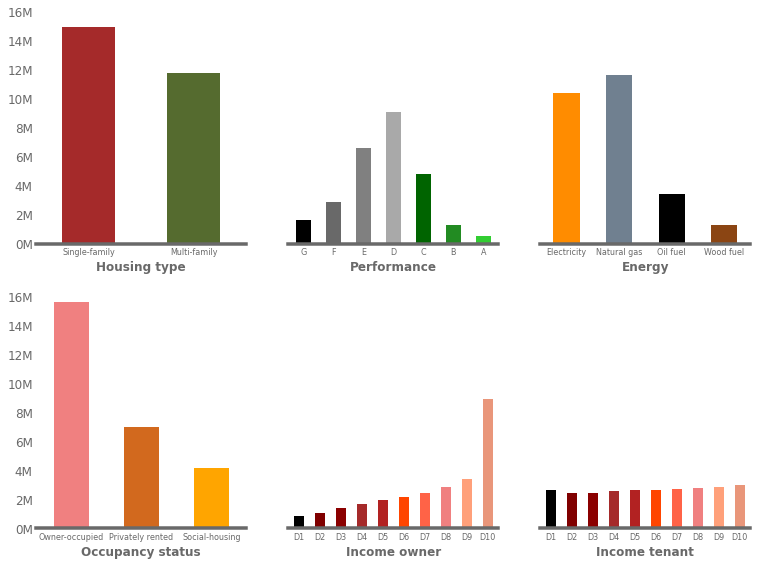 16M
14M
12M
10M
8M
6M
4M
2M
0M
Single-family Multi-family
Housing type
G F E D C B A
Performance
Electricity Natural gas Oil fuel Wood fuel
Energy
16M
14M
12M
10M
8M
6M
4M
2M
0M
Owner-occupied Privately rented Social-housing
Occupancy status
D1 D2 D3 D4 D5 D6 D7 D8 D9 D10
Income owner
D1 D2 D3 D4 D5 D6 D7 D8 D9 D10
Income tenant